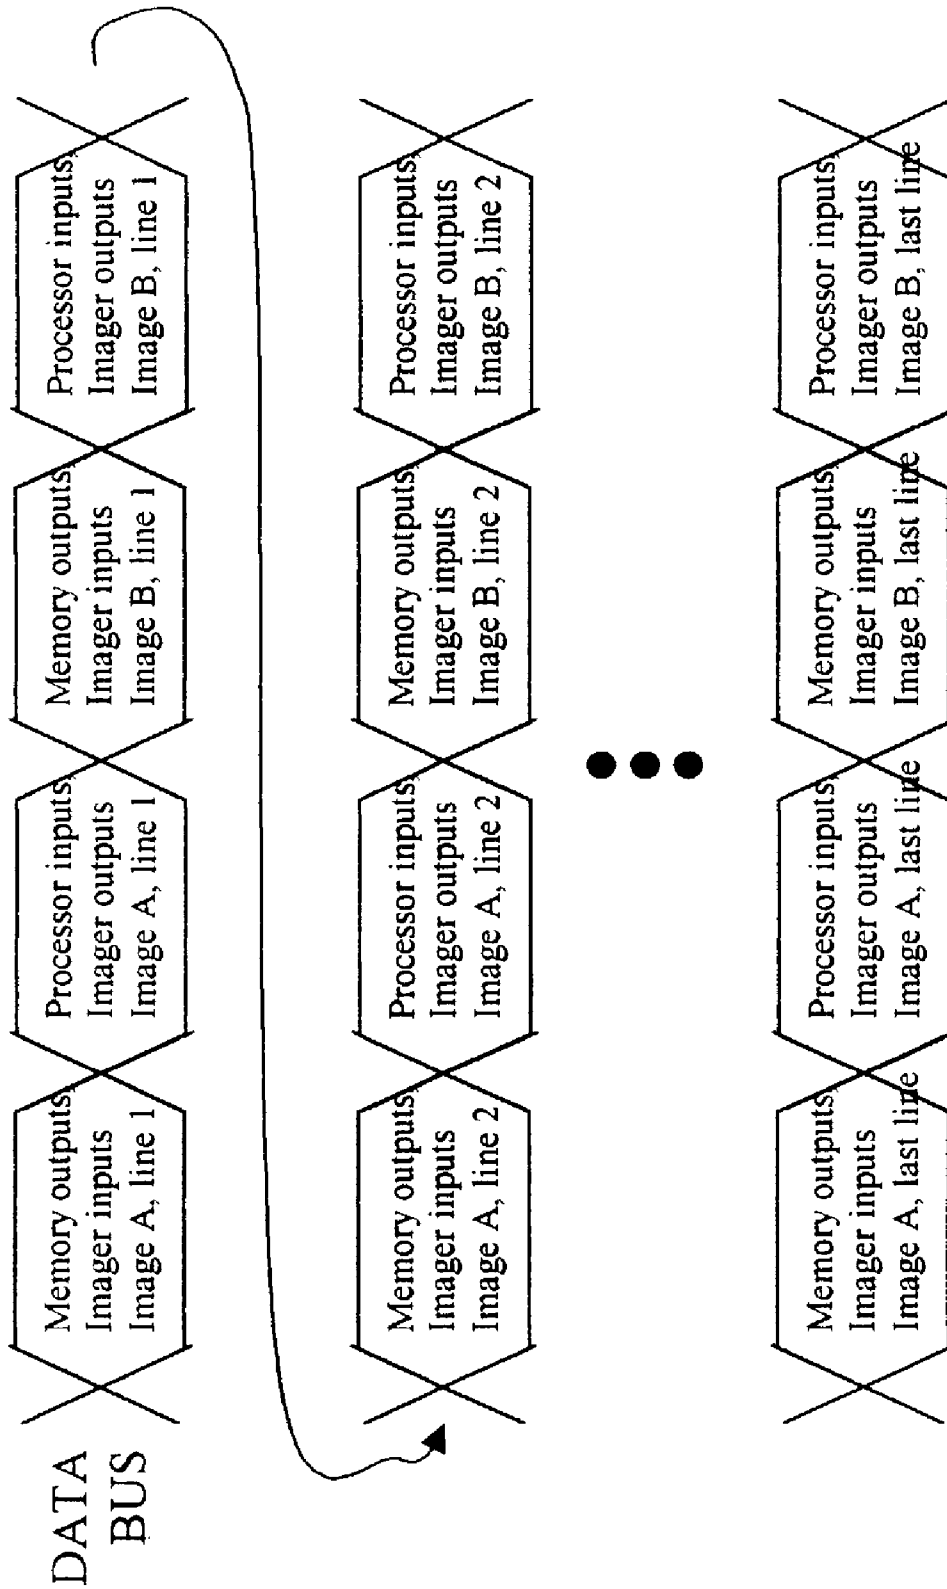 DATA
BUS
Memory outputs,
Imager inputs
Image A, line 1
Processor inputs,
Imager outputs
Image A, line 1
Memory outputs,
Imager inputs
Image B, line 1
Processor inputs,
Imager outputs
Image B, line 1
Memory outputs,
Imager inputs
Image A, line 2
Processor inputs,
Imager outputs
Image A, line 2
Memory outputs,
Imager inputs
Image B, line 2
Processor inputs,
Imager outputs
Image B, line 2
Memory outputs,
Imager inputs
Image A, last line
Processor inputs,
Imager outputs
Image A, last line
Memory outputs,
Imager inputs
Image B, last line
Processor inputs,
Imager outputs
Image B, last line